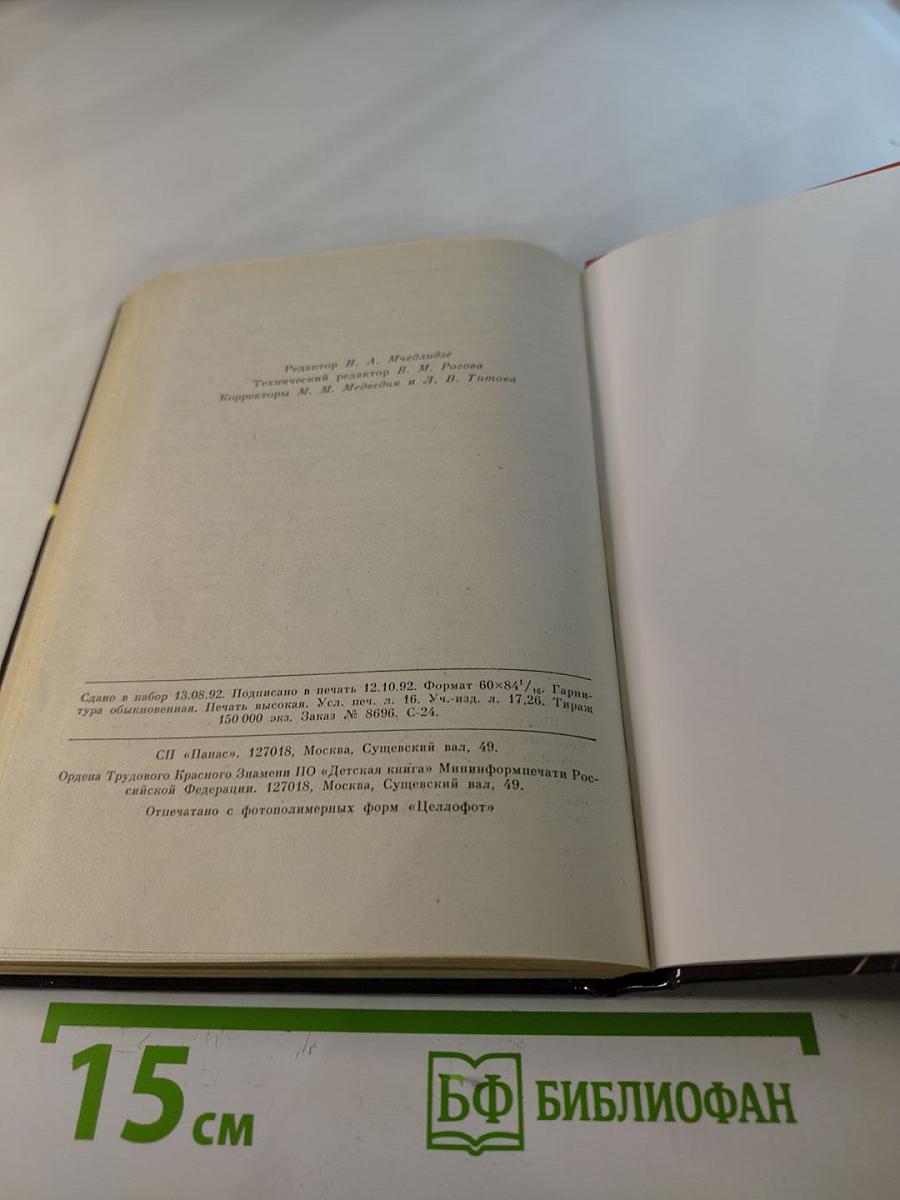 Редактор И. А. Мчедлидзе
Технический редактор В. М. Рогова
Корректоры М. М. Медведик и Л. В. Титова
Сдано в набор 13.08.92. Подписано в печать 12.10.92. Формат 60×84¹/₁₆. Гарни-
тура обыкновенная. Печать высокая. Усл. печ. л. 16. Уч.-изд. л. 17,26. Тираж
150 000 экз. Заказ № 8696. С-24.
СП «Панас». 127018, Москва, Сущевский вал, 49.
Ордена Трудового Красного Знамени ПО «Детская книга» Мининформпечати Рос-
сийской Федерации. 127018, Москва, Сущевский вал, 49.
Отпечатано с фотополимерных форм «Целлофот»
15 см
БФ БИБЛИОФАН